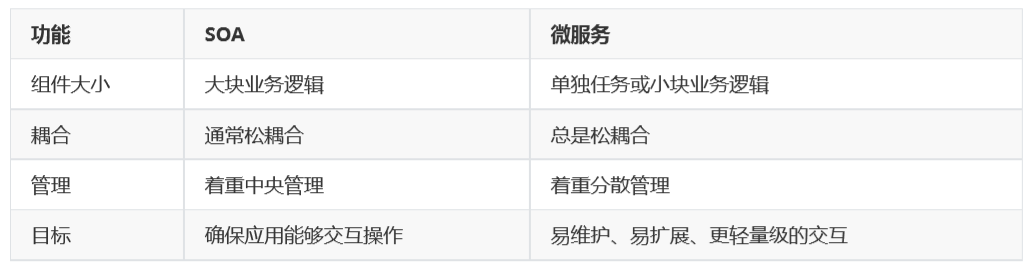 功能 SOA 微服务
组件大小 大块业务逻辑 单独任务或小块业务逻辑
耦合 通常松耦合 总是松耦合
管理 着重中央管理 着重分散管理
目标 确保应用能够交互操作 易维护、易扩展、更轻量级的交互